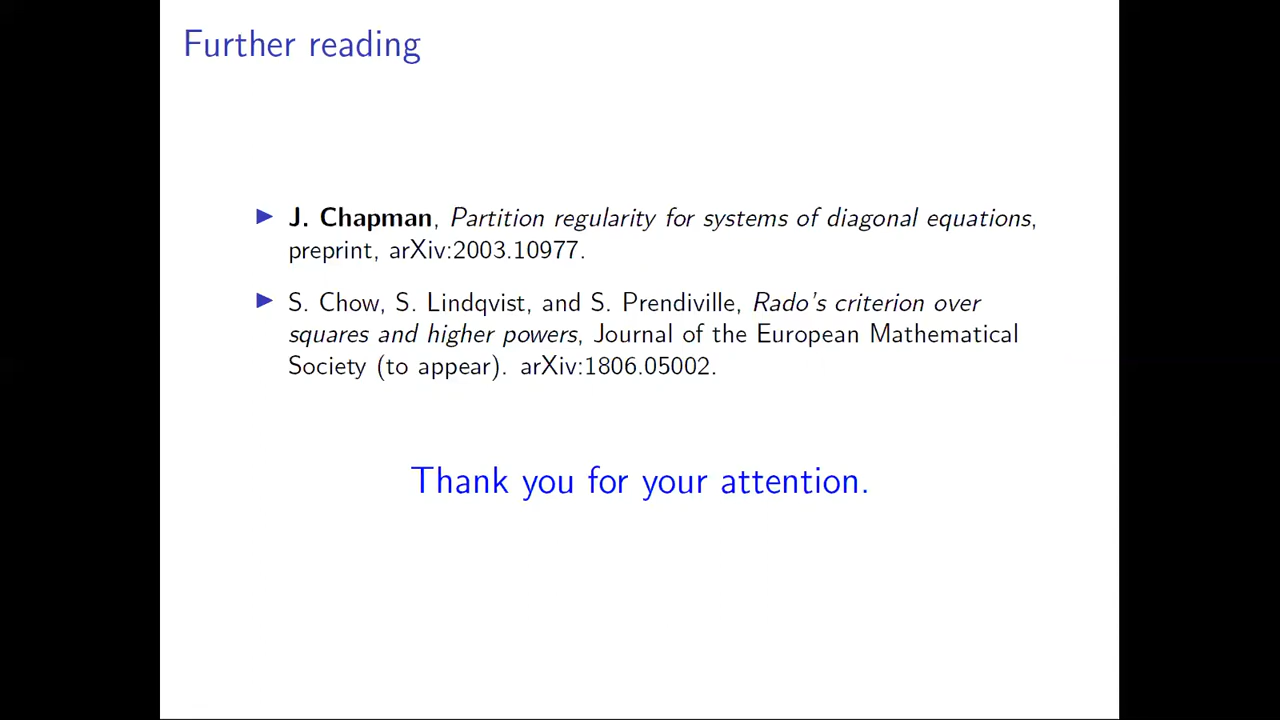 Further reading
J. Chapman, Partition regularity for systems of diagonal equations,
preprint, arXiv:2003.10977.
S. Chow, S. Lindqvist, and S. Prendiville, Rado's criterion over
squares and higher powers, Journal of the European Mathematical
Society (to appear). arXiv:1806.05002.
Thank you for your attention.